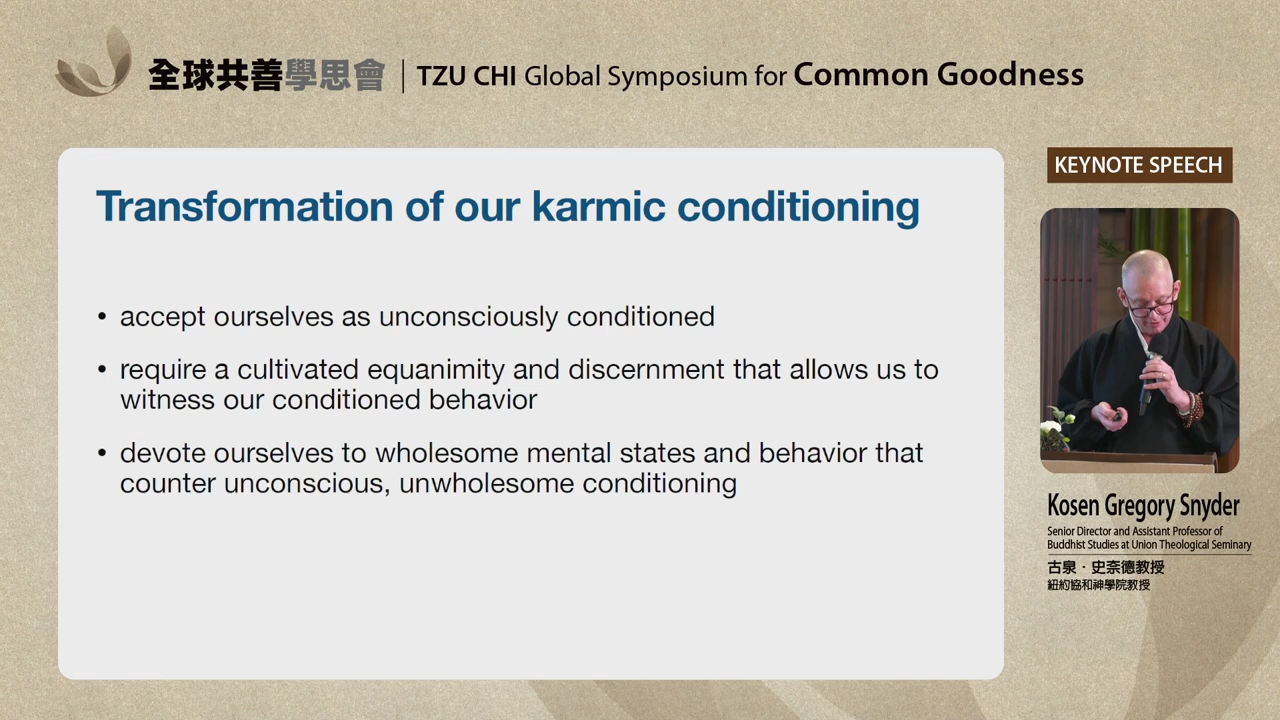 全球共善學思會 | TZU CHI Global Symposium for Common Goodness
Transformation of our karmic conditioning
• accept ourselves as unconsciously conditioned
• require a cultivated equanimity and discernment that allows us to
witness our conditioned behavior
• devote ourselves to wholesome mental states and behavior that
counter unconscious, unwholesome conditioning
KEYNOTE SPEECH
Kosen Gregory Snyder
Senior Director and Assistant Professor of
Buddhist Studies at Union Theological Seminary
古泉．史奈德教授
紐約協和神學院教授